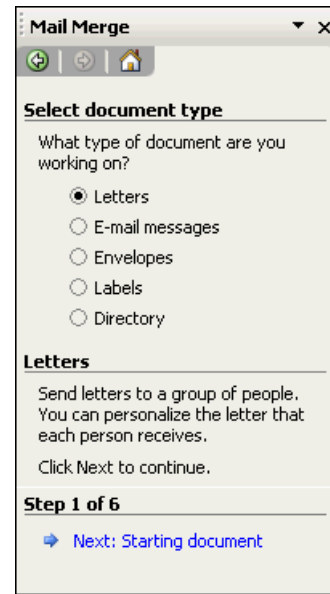 Mail Merge
Select document type
What type of document are you
working on?
Letters
E-mail messages
Envelopes
Labels
Directory
Letters
Send letters to a group of people.
You can personalize the letter that
each person receives.
Click Next to continue.
Step 1 of 6
Next: Starting document